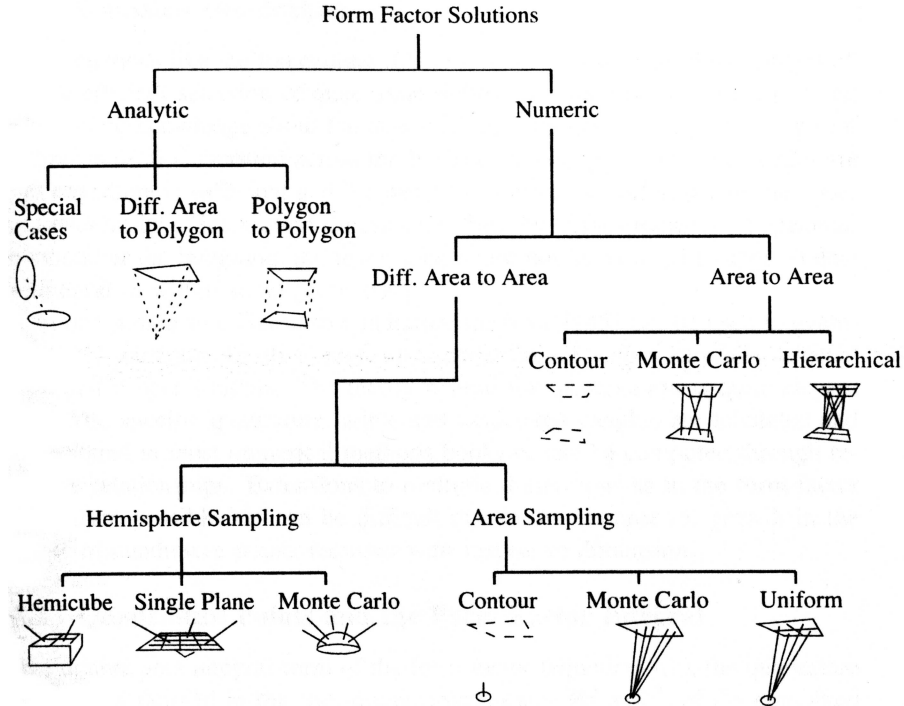 Form Factor Solutions
Analytic
Numeric
Special
Cases
Diff. Area
to Polygon
Polygon
to Polygon
Diff. Area to Area
Area to Area
Contour
Monte Carlo
Hierarchical
Hemisphere Sampling
Area Sampling
Hemicube
Single Plane
Monte Carlo
Contour
Monte Carlo
Uniform